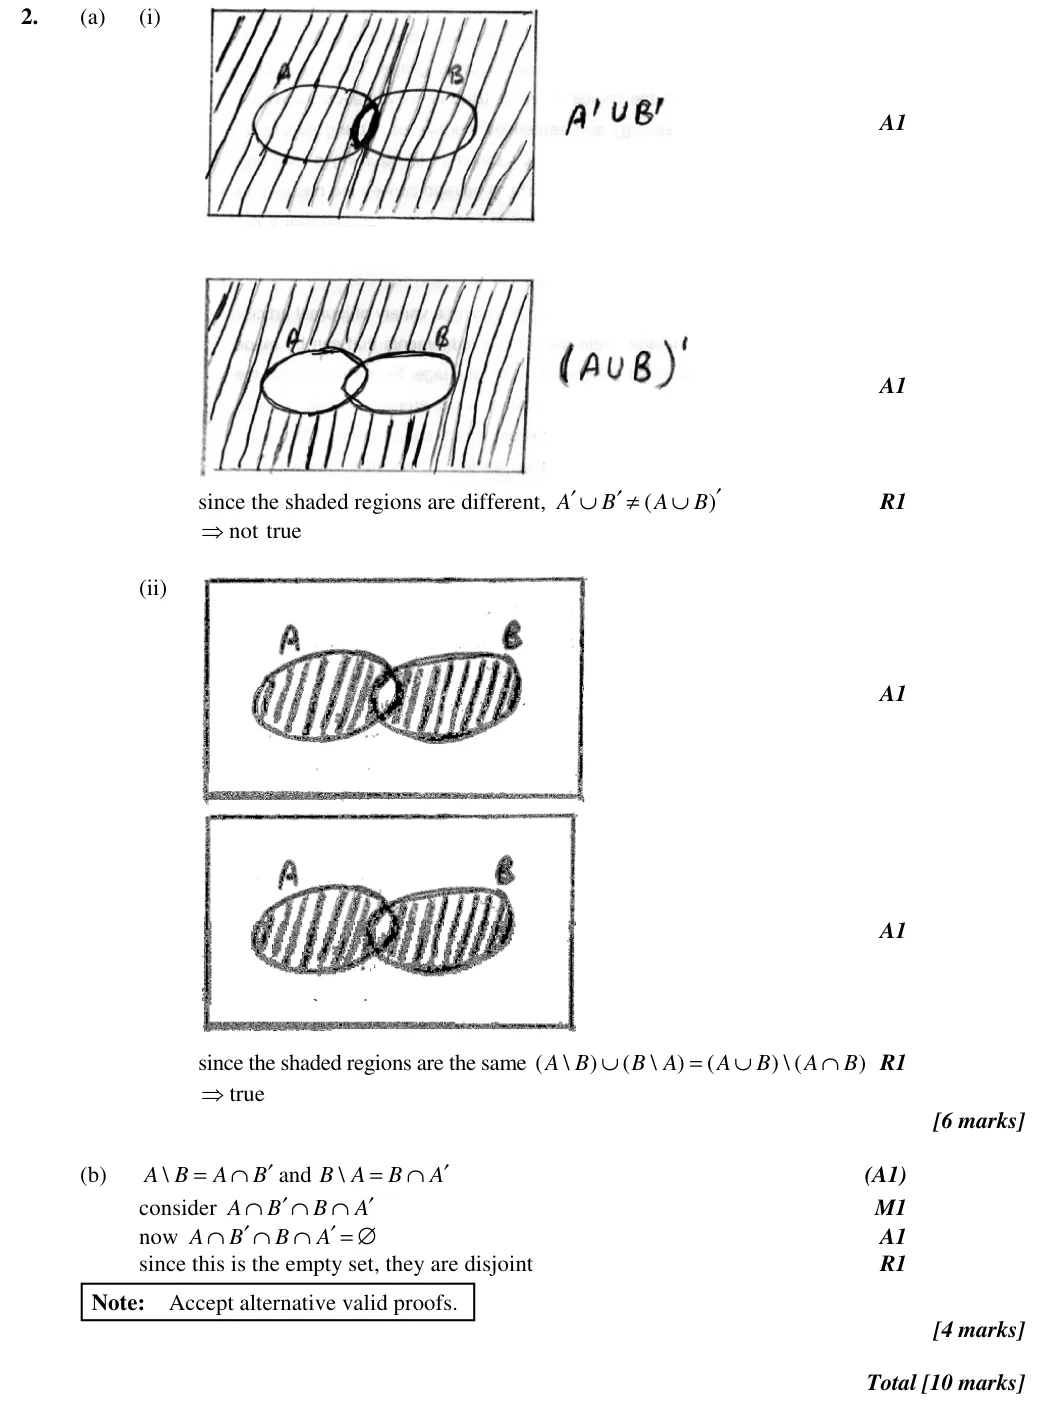 2. (a) (i)
A B
A' ∪ B' A1
A B
(A ∪ B)' A1
since the shaded regions are different, A′ ∪ B′ ≠ (A ∪ B)′ R1
⇒ not true
(ii)
A B
A1
A B
A1
since the shaded regions are the same (A \ B) ∪ (B \ A) = (A ∪ B) \ (A ∩ B) R1
⇒ true
[6 marks]
(b) A \ B = A ∩ B′ and B \ A = B ∩ A′ (A1)
consider A ∩ B′ ∩ B ∩ A′ M1
now A ∩ B′ ∩ B ∩ A′ = ∅ A1
since this is the empty set, they are disjoint R1
Note: Accept alternative valid proofs.
[4 marks]
Total [10 marks]